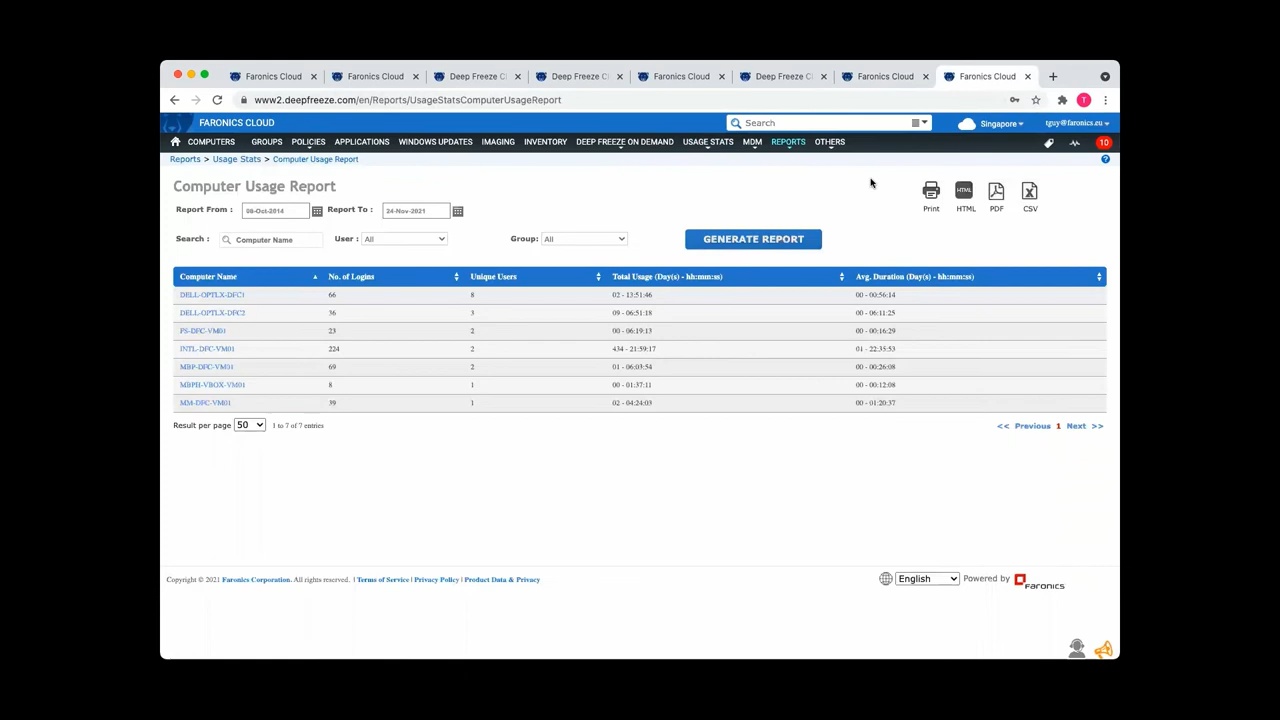 Faronics Cloud Faronics Cloud Deep Freeze C Deep Freeze C Faronics Cloud Deep Freeze C Faronics Cloud Faronics Cloud
www2.deepfreeze.com/en/Reports/UsageStatsComputerUsageReport T
FARONICS CLOUD Search Singapore tguy@faronics.eu
COMPUTERS GROUPS POLICIES APPLICATIONS WINDOWS UPDATES IMAGING INVENTORY DEEP FREEZE ON DEMAND USAGE STATS MDM REPORTS OTHERS 10
Reports > Usage Stats > Computer Usage Report ?
Computer Usage Report
Report From : 08-Oct-2014 Report To : 24-Nov-2021
HTML
Print HTML PDF CSV
Search : Computer Name User : All Group: All GENERATE REPORT
Computer Name No. of Logins Unique Users Total Usage (Day(s) - hh:mm:ss) Avg. Duration (Day(s) - hh:mm:ss)
DELL-OPTLX-DFC1 66 8 02 - 13:51:46 00 - 00:56:14
DELL-OPTLX-DFC2 36 3 09 - 06:51:18 00 - 06:11:25
FS-DFC-VM01 23 2 00 - 06:19:13 00 - 00:16:29
INTL-DFC-VM01 224 2 434 - 21:59:17 01 - 22:35:53
MBP-DFC-VM01 69 2 01 - 06:03:54 00 - 00:26:08
MBPH-VBOX-VM01 8 1 00 - 01:37:11 00 - 00:12:08
MM-DFC-VM01 39 1 02 - 04:24:03 00 - 01:20:37
Result per page 50 1 to 7 of 7 entries << Previous 1 Next >>
Copyright © 2021 Faronics Corporation. All rights reserved. | Terms of Service | Privacy Policy | Product Data & Privacy English Powered by Faronics